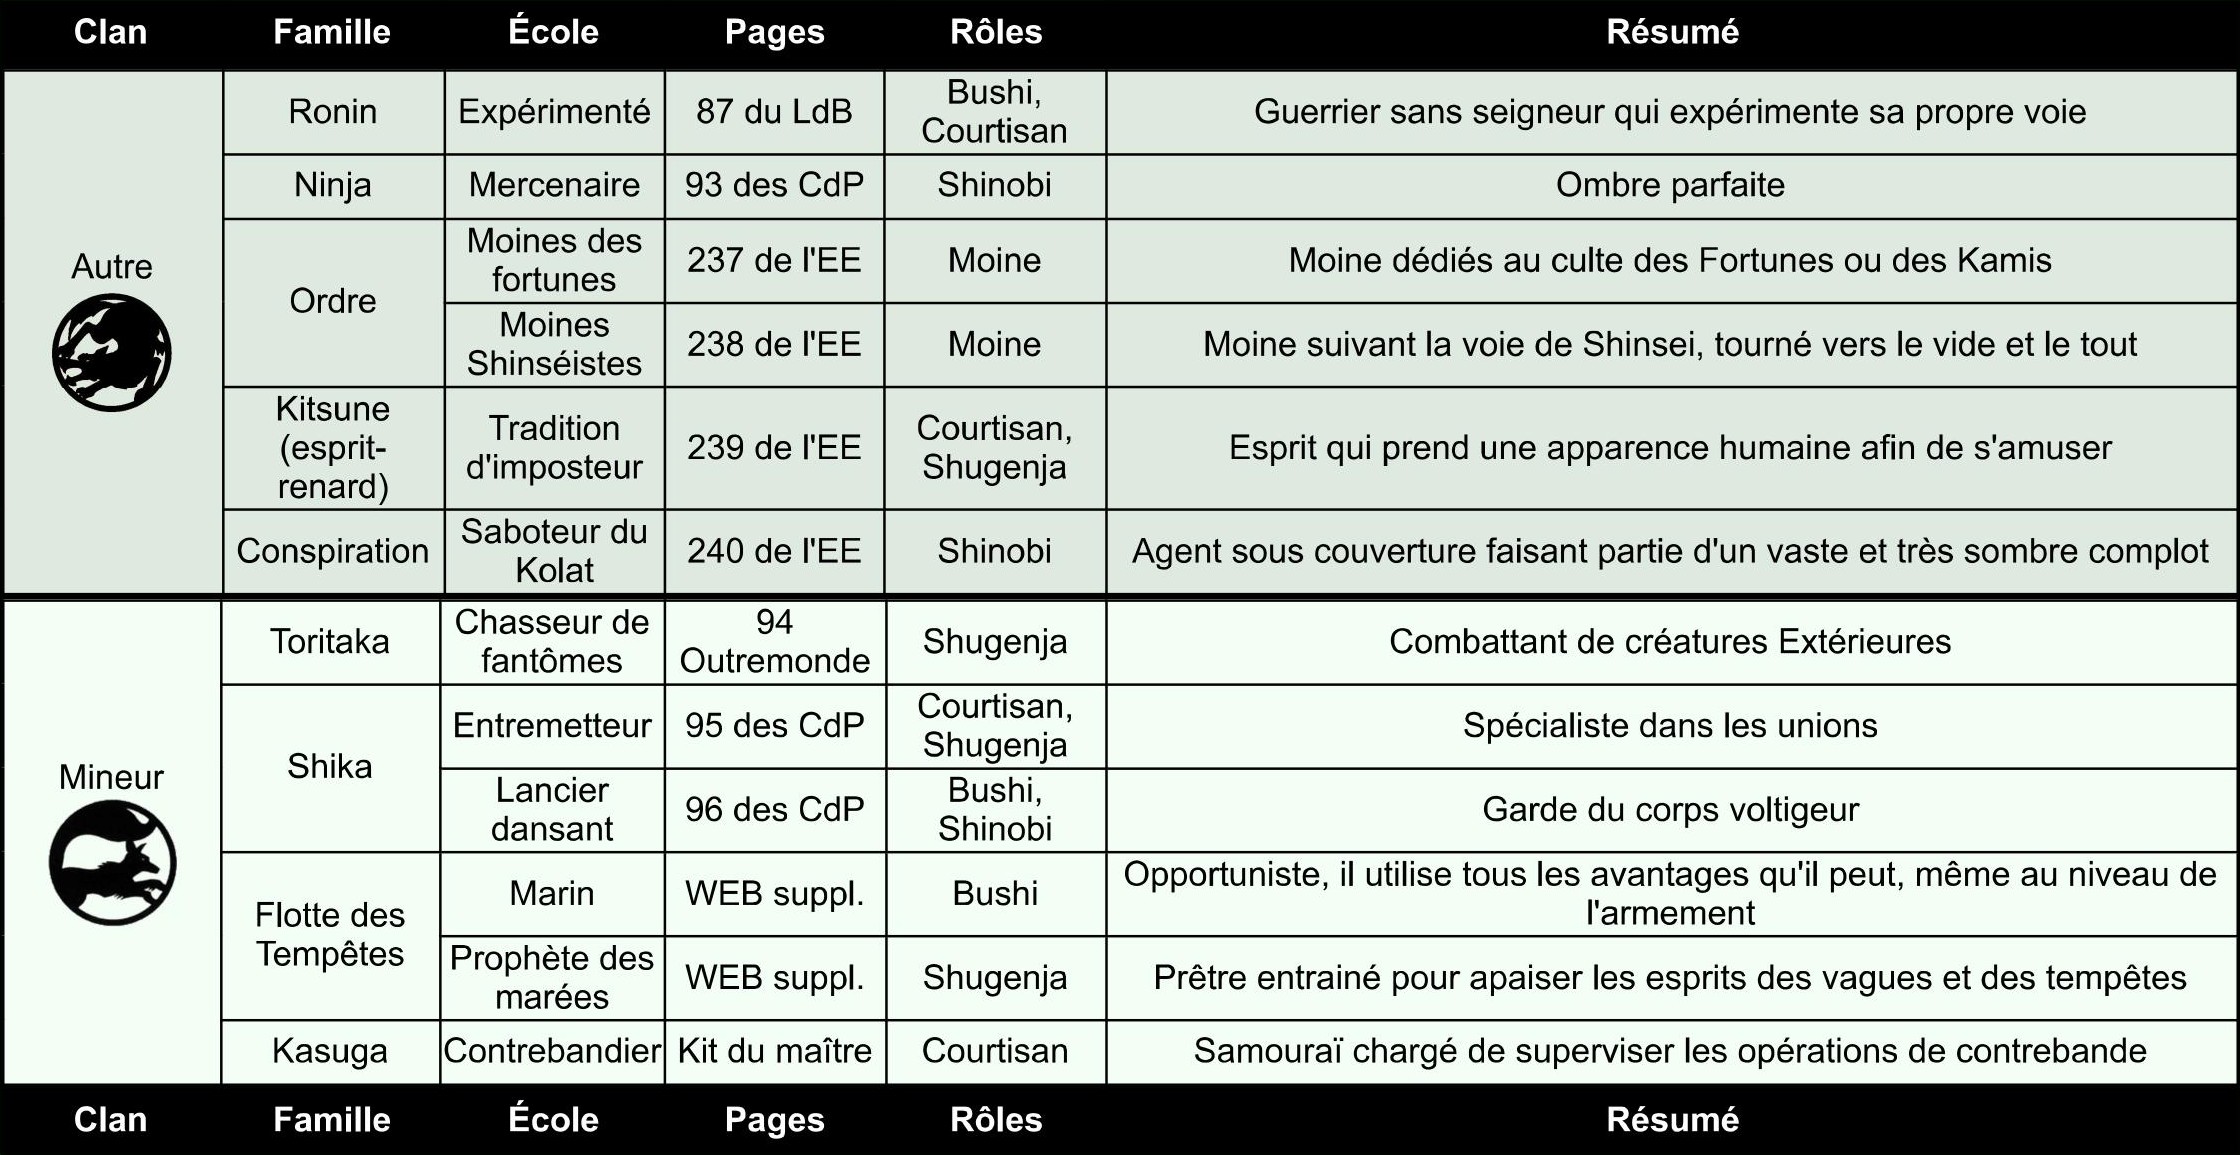 Clan Famille École Pages Rôles Résumé
Autre
Ronin Expérimenté 87 du LdB Bushi,
Courtisan Guerrier sans seigneur qui expérimente sa propre voie
Ninja Mercenaire 93 des CdP Shinobi Ombre parfaite
Ordre
Moines des
fortunes 237 de l'EE Moine Moine dédiés au culte des Fortunes ou des Kamis
Moines
Shinséistes 238 de l'EE Moine Moine suivant la voie de Shinsei, tourné vers le vide et le tout
Kitsune
(esprit-
renard) Tradition
d'imposteur 239 de l'EE Courtisan,
Shugenja Esprit qui prend une apparence humaine afin de s'amuser
Conspiration Saboteur du
Kolat 240 de l'EE Shinobi Agent sous couverture faisant partie d'un vaste et très sombre complot
Mineur
Toritaka Chasseur de
fantômes 94
Outremonde Shugenja Combattant de créatures Extérieures
Shika
Entremetteur 95 des CdP Courtisan,
Shugenja Spécialiste dans les unions
Lancier
dansant 96 des CdP Bushi,
Shinobi Garde du corps voltigeur
Flotte des
Tempêtes
Marin WEB suppl. Bushi Opportuniste, il utilise tous les avantages qu'il peut, même au niveau de
l'armement
Prophète des
marées WEB suppl. Shugenja Prêtre entrainé pour apaiser les esprits des vagues et des tempêtes
Kasuga Contrebandier Kit du maître Courtisan Samouraï chargé de superviser les opérations de contrebande
Clan Famille École Pages Rôles Résumé